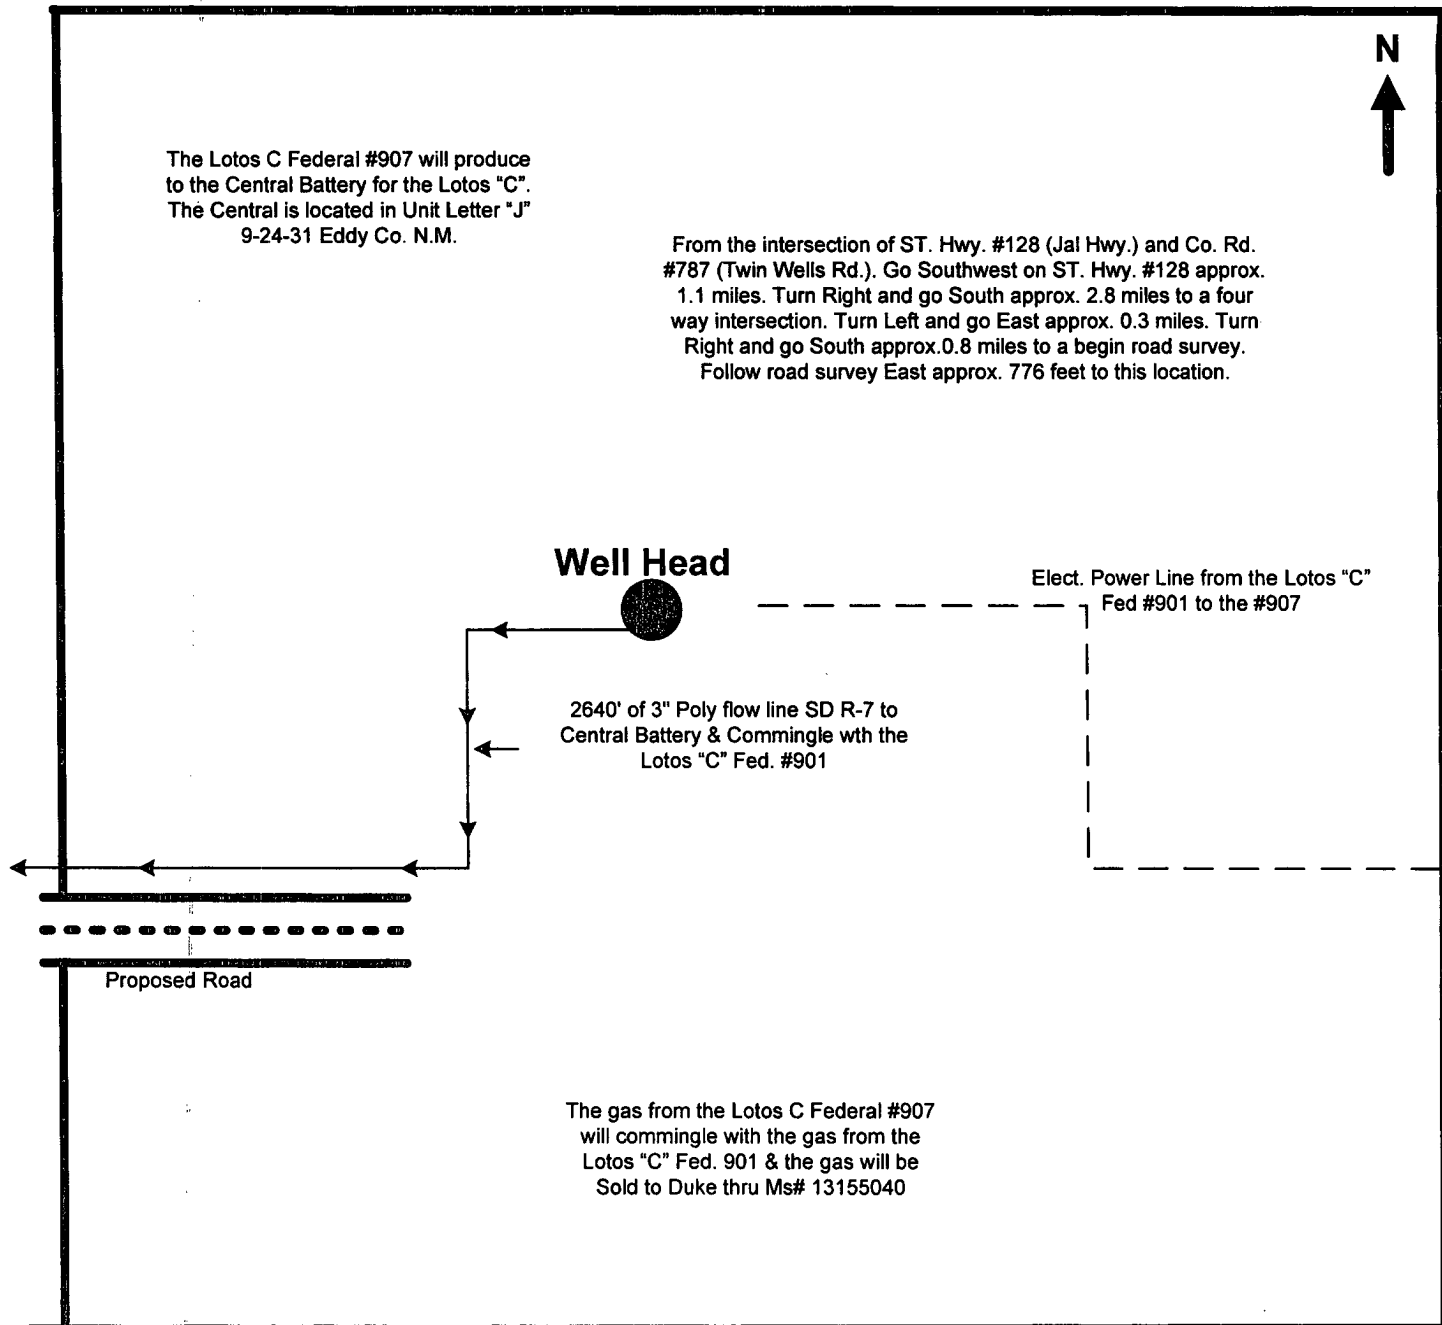 N
The Lotos C Federal #907 will produce
to the Central Battery for the Lotos "C".
The Central is located in Unit Letter "J"
9-24-31 Eddy Co. N.M.
From the intersection of ST. Hwy. #128 (Jal Hwy.) and Co. Rd.
#787 (Twin Wells Rd.). Go Southwest on ST. Hwy. #128 approx.
1.1 miles. Turn Right and go South approx. 2.8 miles to a four
way intersection. Turn Left and go East approx. 0.3 miles. Turn
Right and go South approx.0.8 miles to a begin road survey.
Follow road survey East approx. 776 feet to this location.
Well Head
Elect. Power Line from the Lotos "C"
Fed #901 to the #907
2640' of 3" Poly flow line SD R-7 to
Central Battery & Commingle wth the
Lotos "C" Fed. #901
Proposed Road
The gas from the Lotos C Federal #907
will commingle with the gas from the
Lotos "C" Fed. 901 & the gas will be
Sold to Duke thru Ms# 13155040